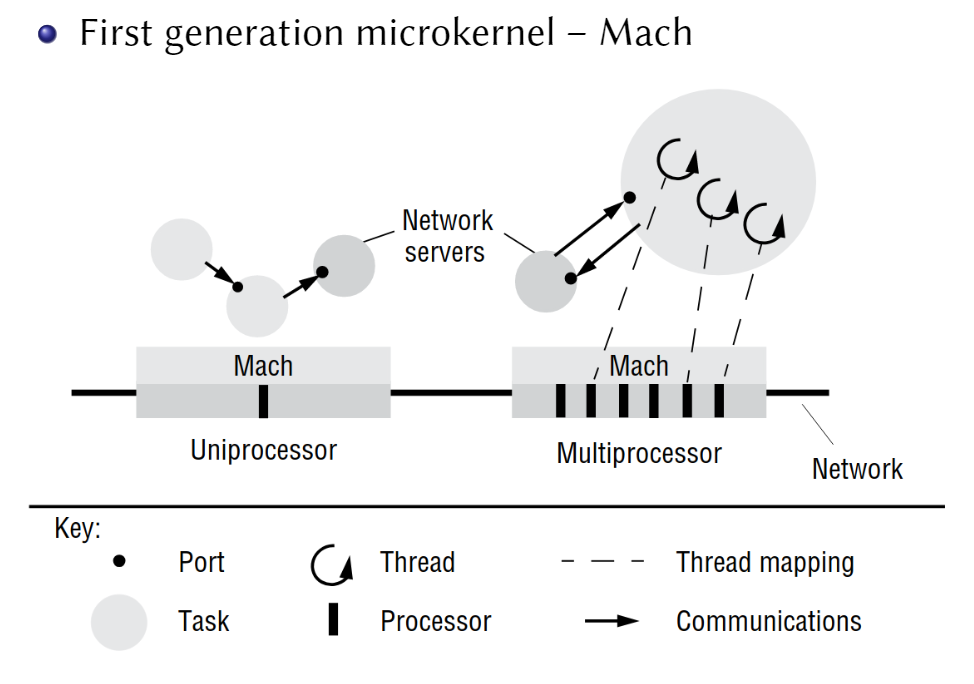 First generation microkernel – Mach
Network
servers
Mach
Mach
Uniprocessor
Multiprocessor
Network
Key:
Port
Thread
Thread mapping
Task
Processor
Communications